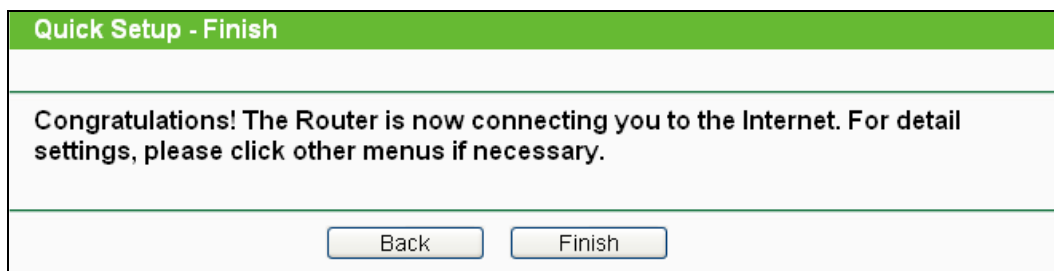 Quick Setup - Finish
Congratulations! The Router is now connecting you to the Internet. For detail
settings, please click other menus if necessary.
Back Finish